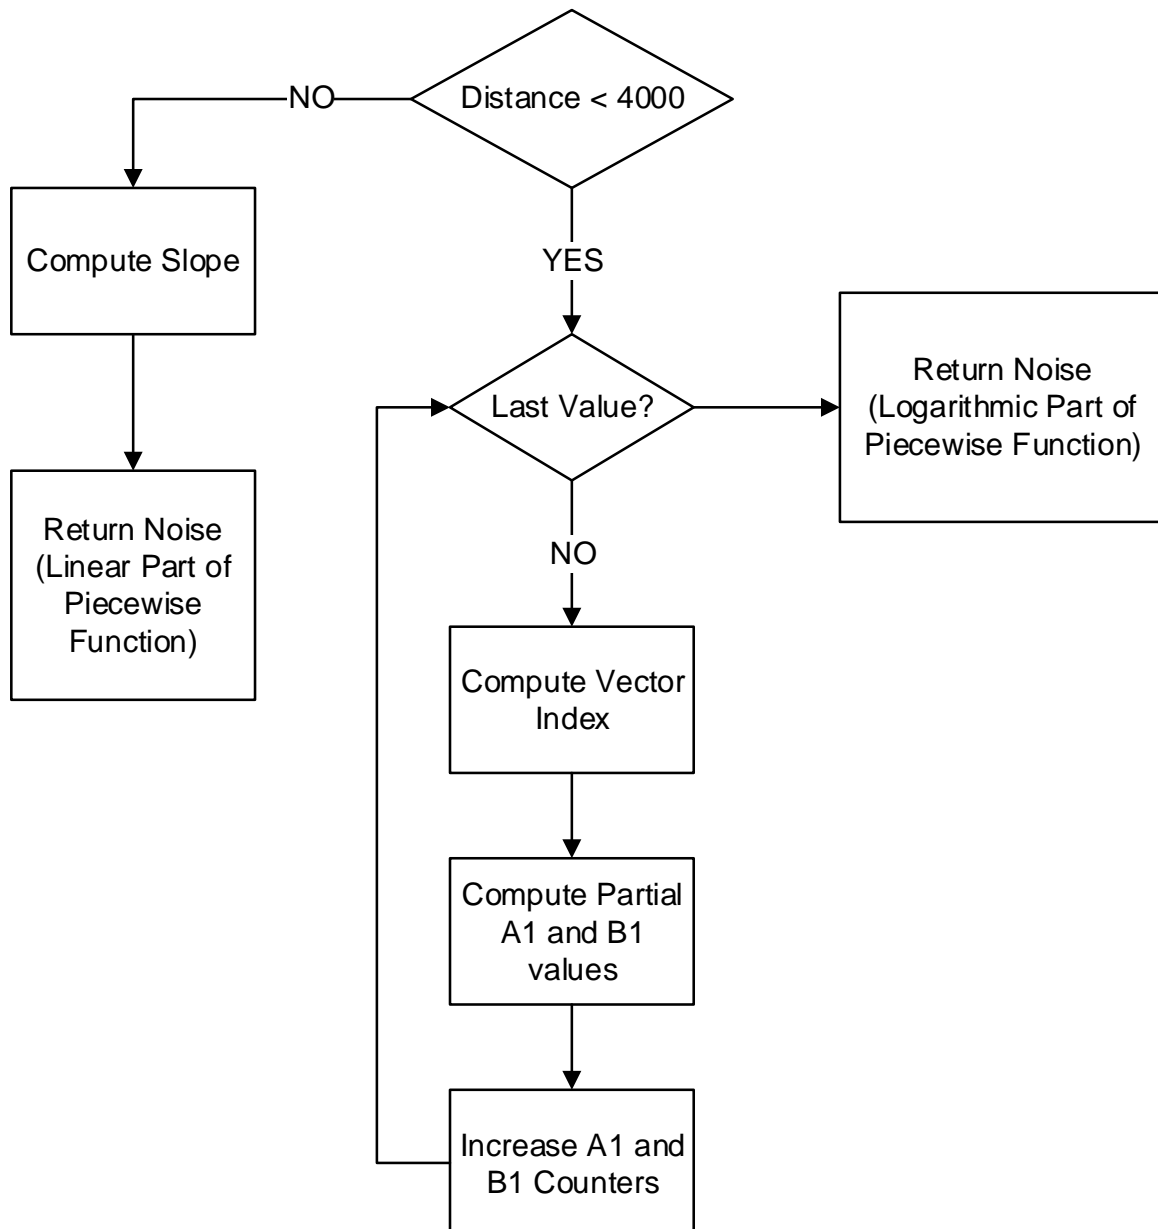 Distance < 4000
NO
Compute Slope
YES
Last Value?
Return Noise
(Logarithmic Part of
Piecewise Function)
Return Noise
(Linear Part of
Piecewise
Function)
NO
Compute Vector
Index
Compute Partial
A1 and B1
values
Increase A1 and
B1 Counters